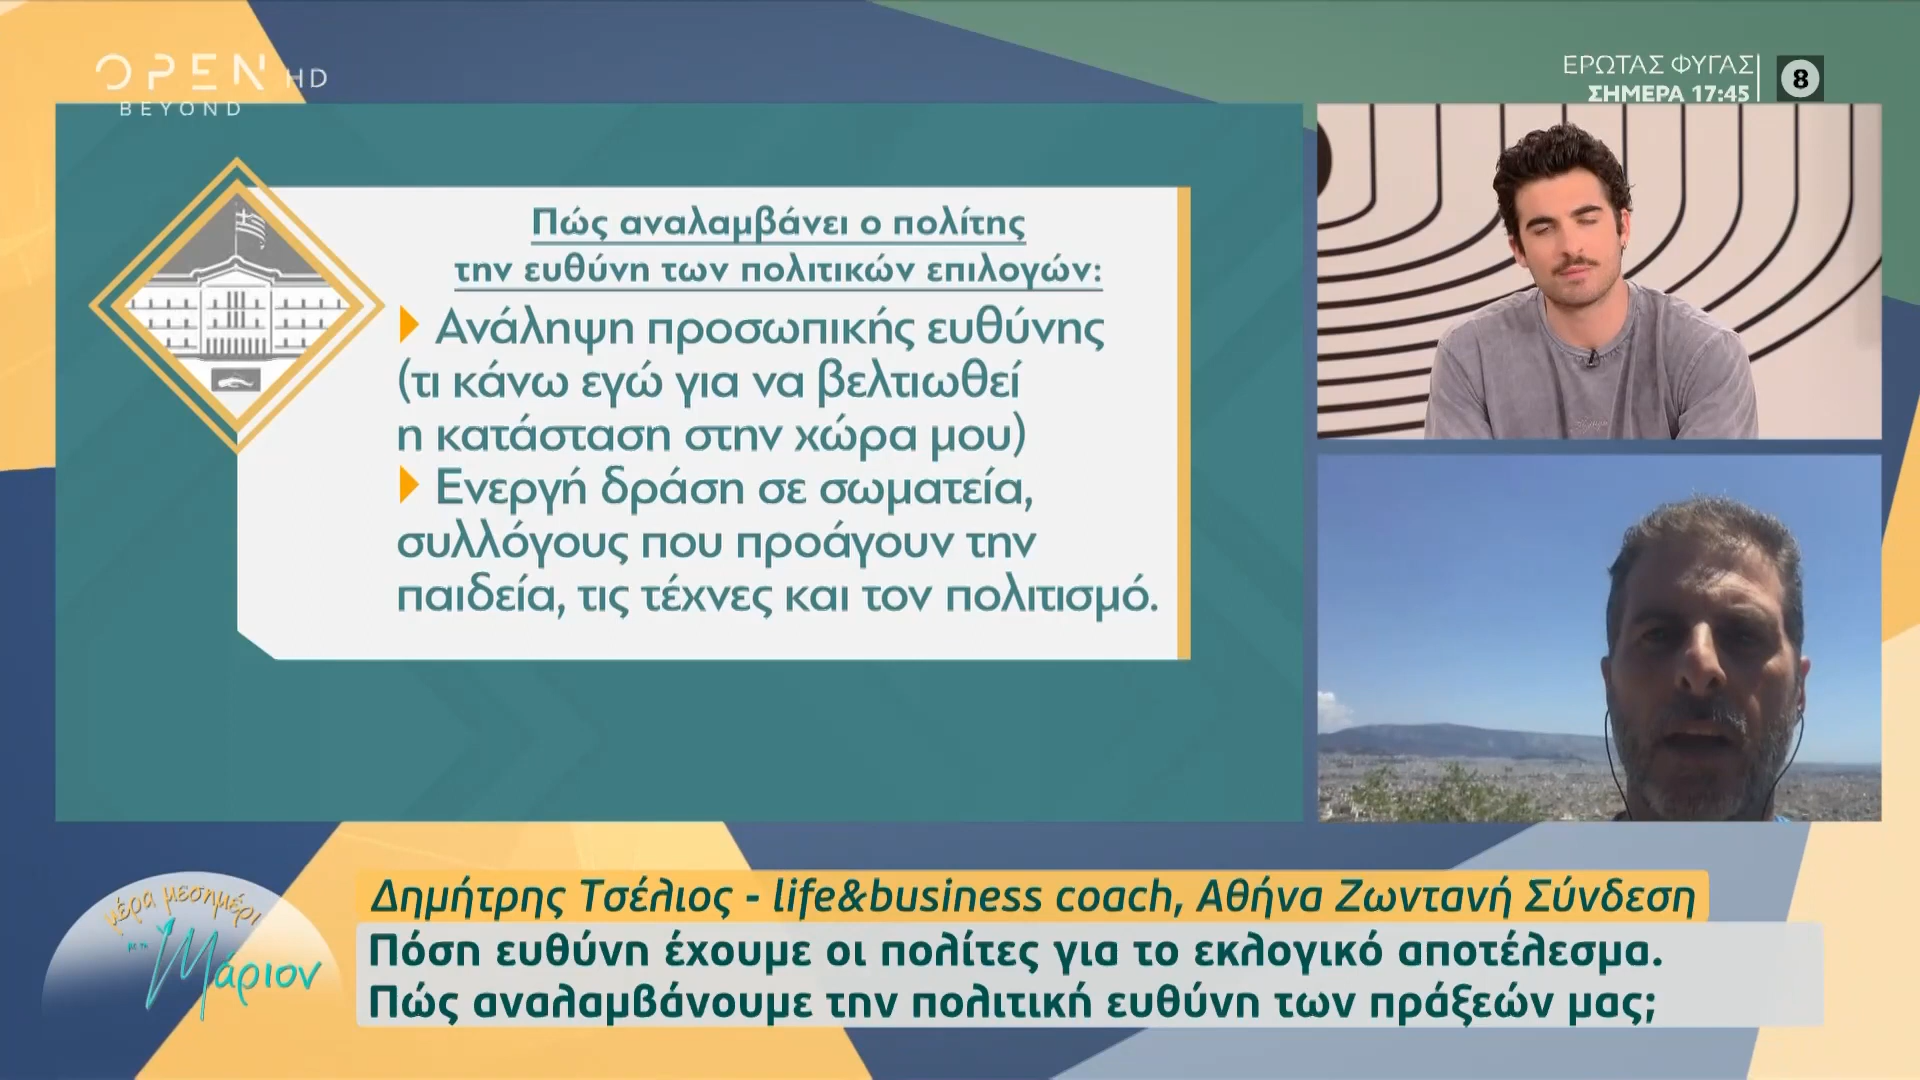 OPEN HD
BEYOND
ΕΡΩΤΑΣ ΦΥΓΑΣ
ΣΗΜΕΡΑ 17:45
8
Πώς αναλαμβάνει ο πολίτης
την ευθύνη των πολιτικών επιλογών:
Ανάληψη προσωπικής ευθύνης
(τι κάνω εγώ για να βελτιωθεί
η κατάσταση στην χώρα μου)
Ενεργή δράση σε σωματεία,
συλλόγους που προάγουν την
παιδεία, τις τέχνες και τον πολιτισμό.
μέρα μεσημέρι
με τη
Μάριον
Δημήτρης Τσέλιος - life&business coach, Αθήνα Ζωντανή Σύνδεση
Πόση ευθύνη έχουμε οι πολίτες για το εκλογικό αποτέλεσμα.
Πώς αναλαμβάνουμε την πολιτική ευθύνη των πράξεών μας;